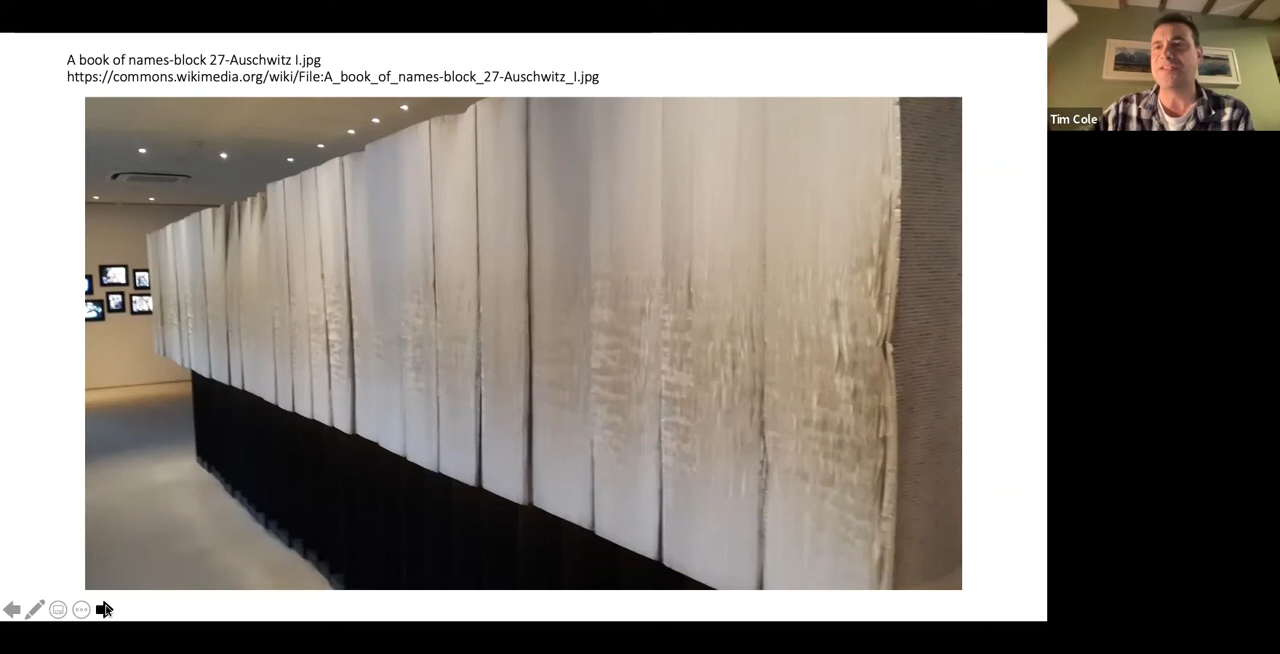 A book of names-block 27-Auschwitz I.jpg
https://commons.wikimedia.org/wiki/File:A_book_of_names-block_27-Auschwitz_I.jpg
Tim Cole